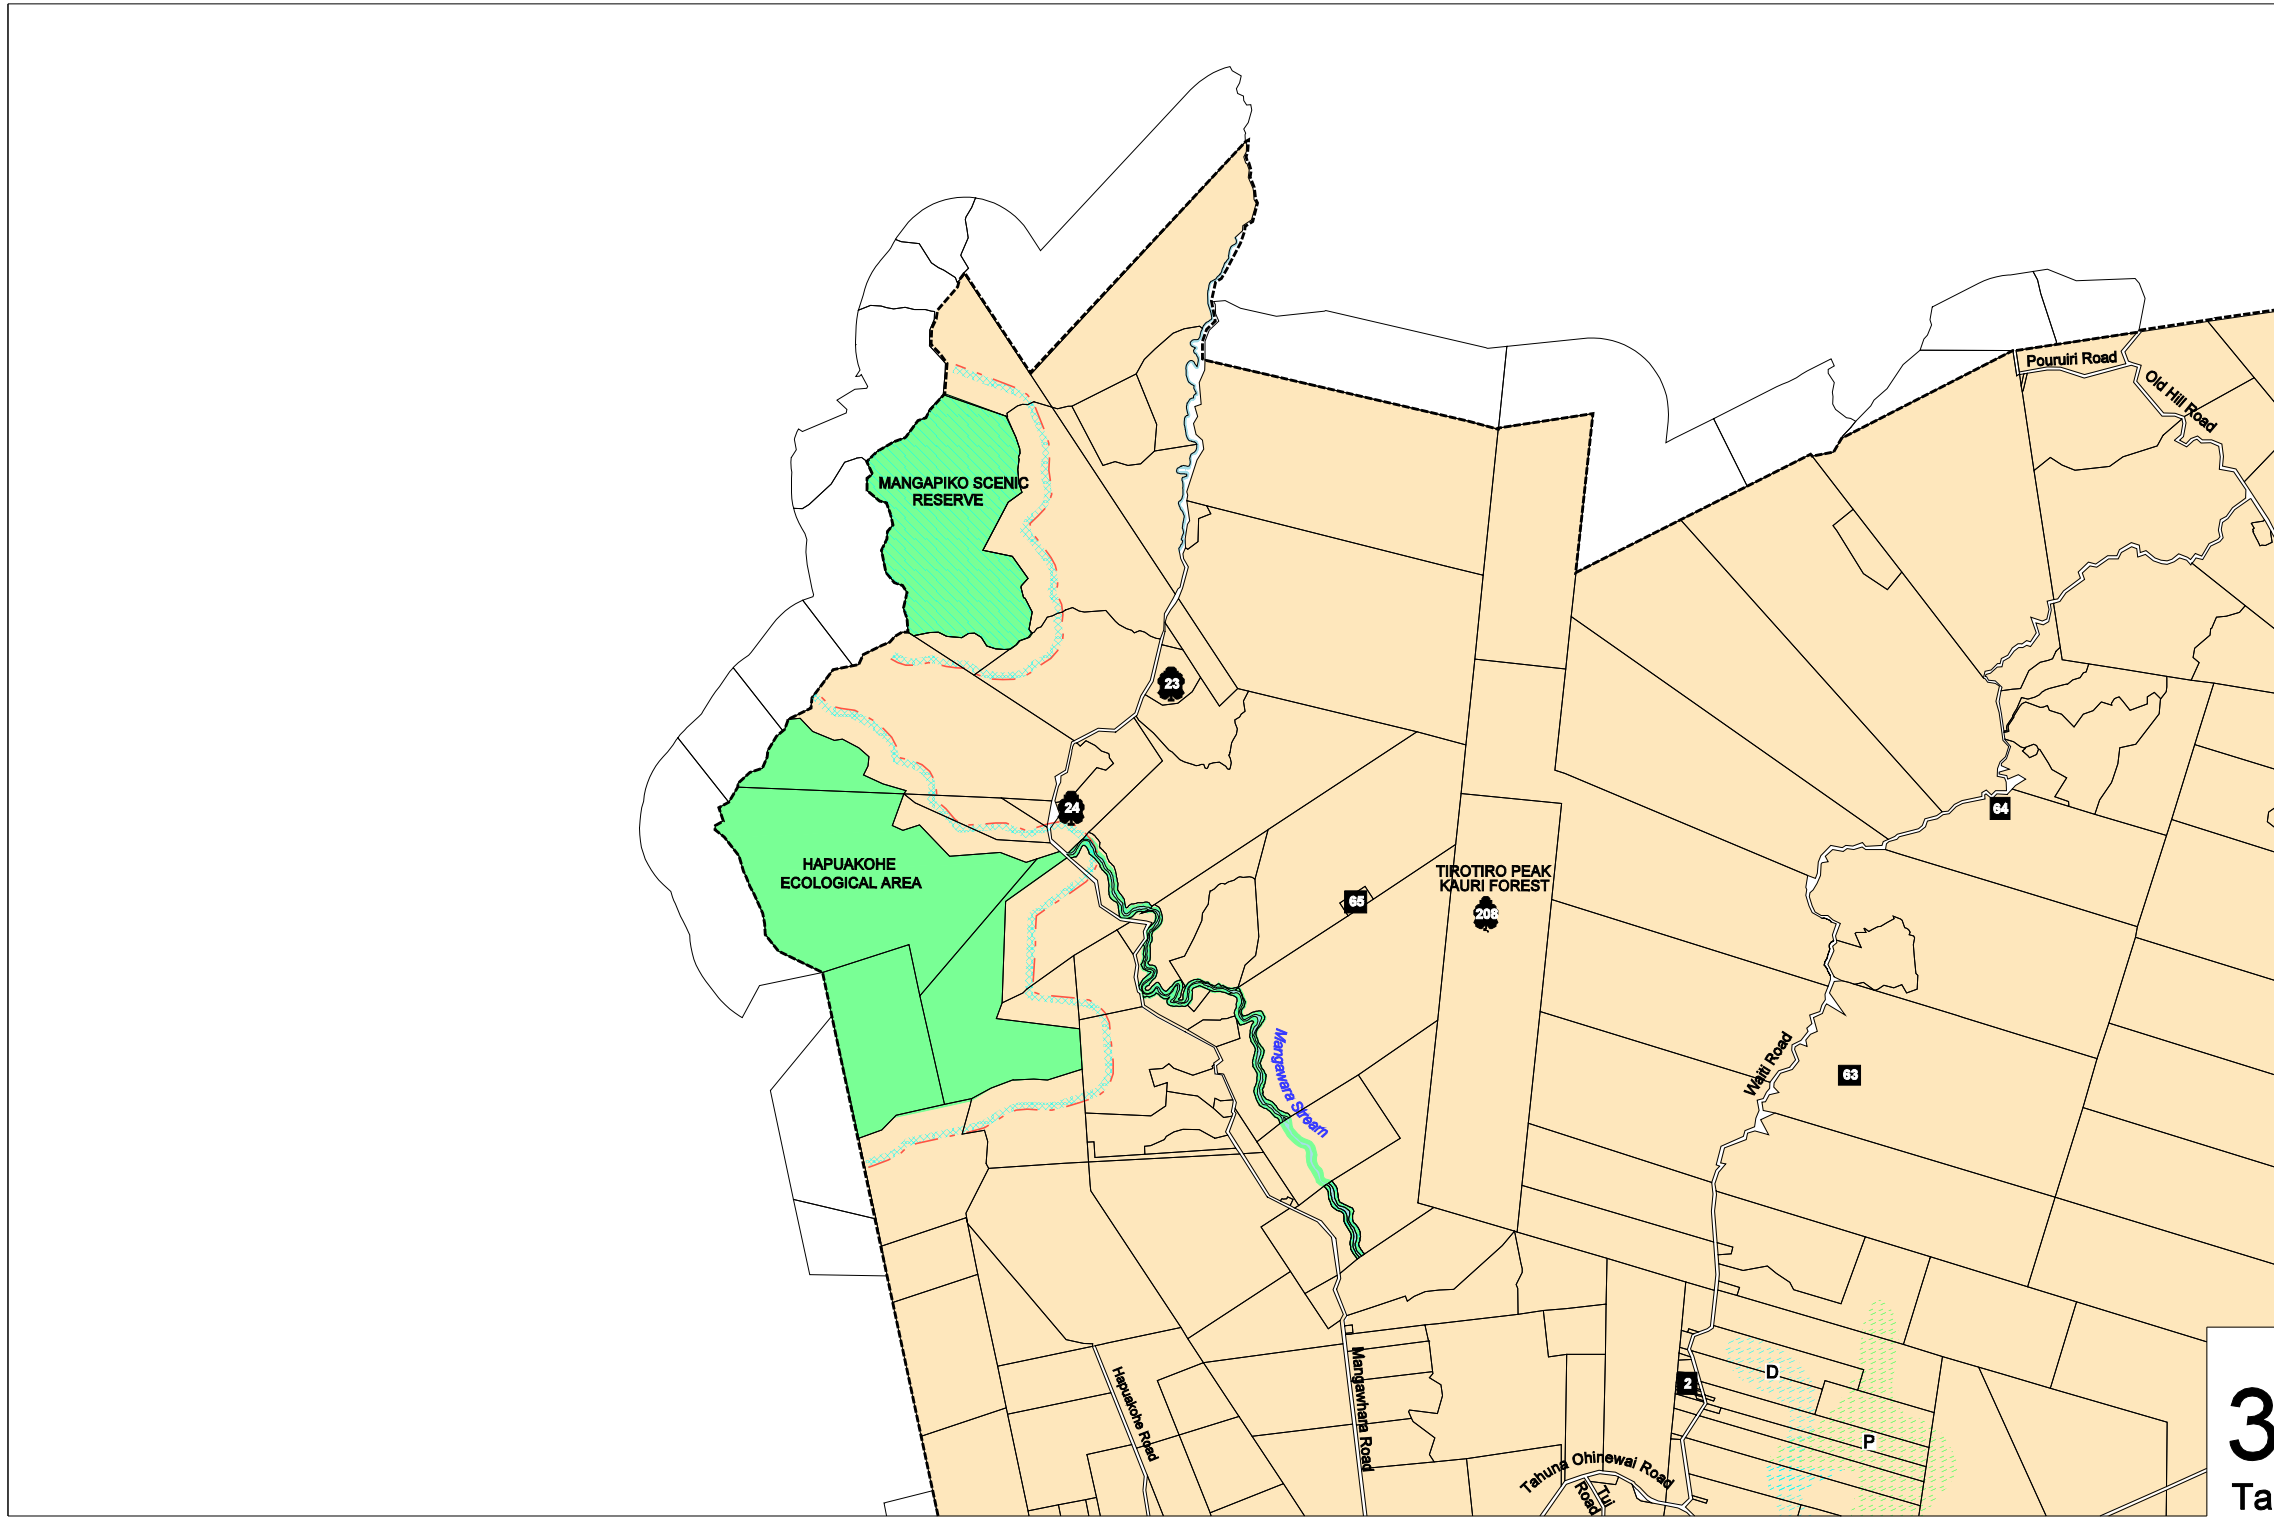 Pouruiri Road
Old Hill Road
MANGAPIKO SCENIC
RESERVE
23
24
64
HAPUAKOHE
ECOLOGICAL AREA
TIROTIRO PEAK
KAURI FOREST
65
208
Mangawara Stream
Waiti Road
63
Hapuakohe Road
Mangawhara Road
D
2
P
Tahuna Ohinewai Road
Tui
Road
3
Ta